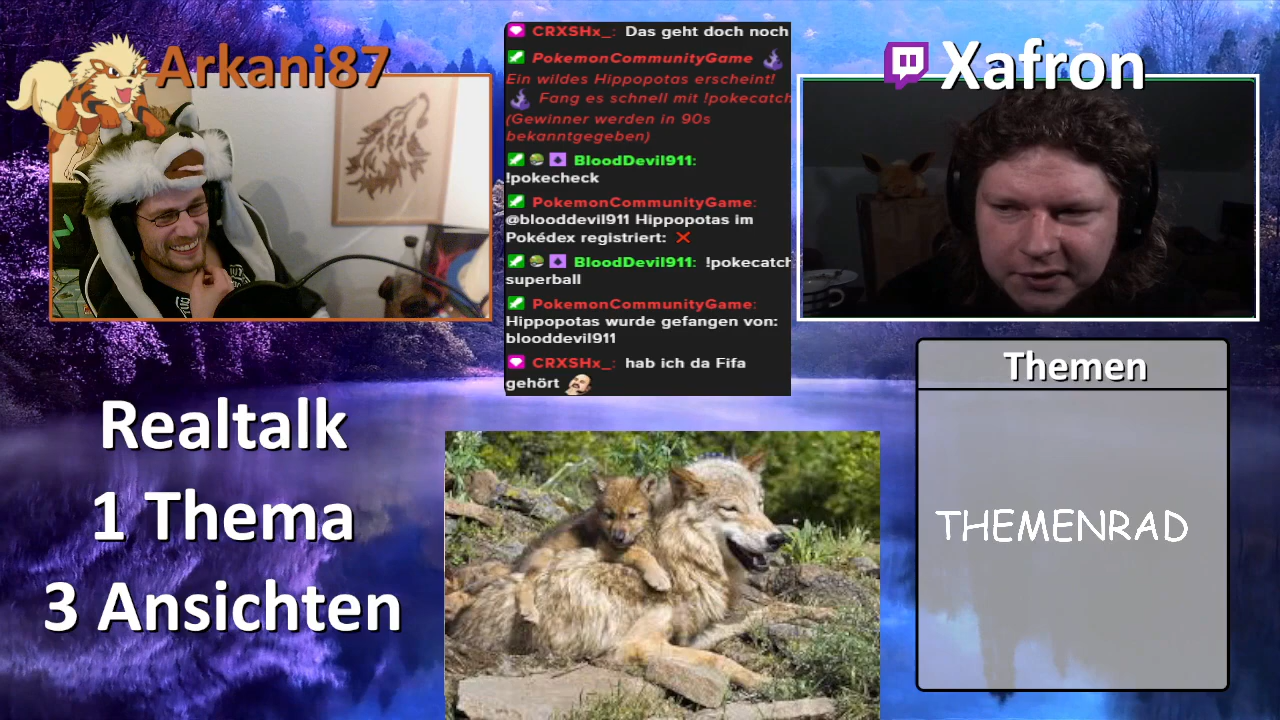 Arkani87
CRXSHx_: Das geht doch noch
PokemonCommunityGame
Ein wildes Hippopotas erscheint!
Fang es schnell mit !pokecatch
(Gewinner werden in 90s
bekanntgegeben)
BloodDevil911:
!pokecheck
PokemonCommunityGame:
@blooddevil911 Hippopotas im
Pokédex registriert: ❌
BloodDevil911: !pokecatch
superball
PokemonCommunityGame:
Hippopotas wurde gefangen von:
blooddevil911
CRXSHx_: hab ich da Fifa
gehört
Xafron
Realtalk
1 Thema
3 Ansichten
Themen
THEMENRAD